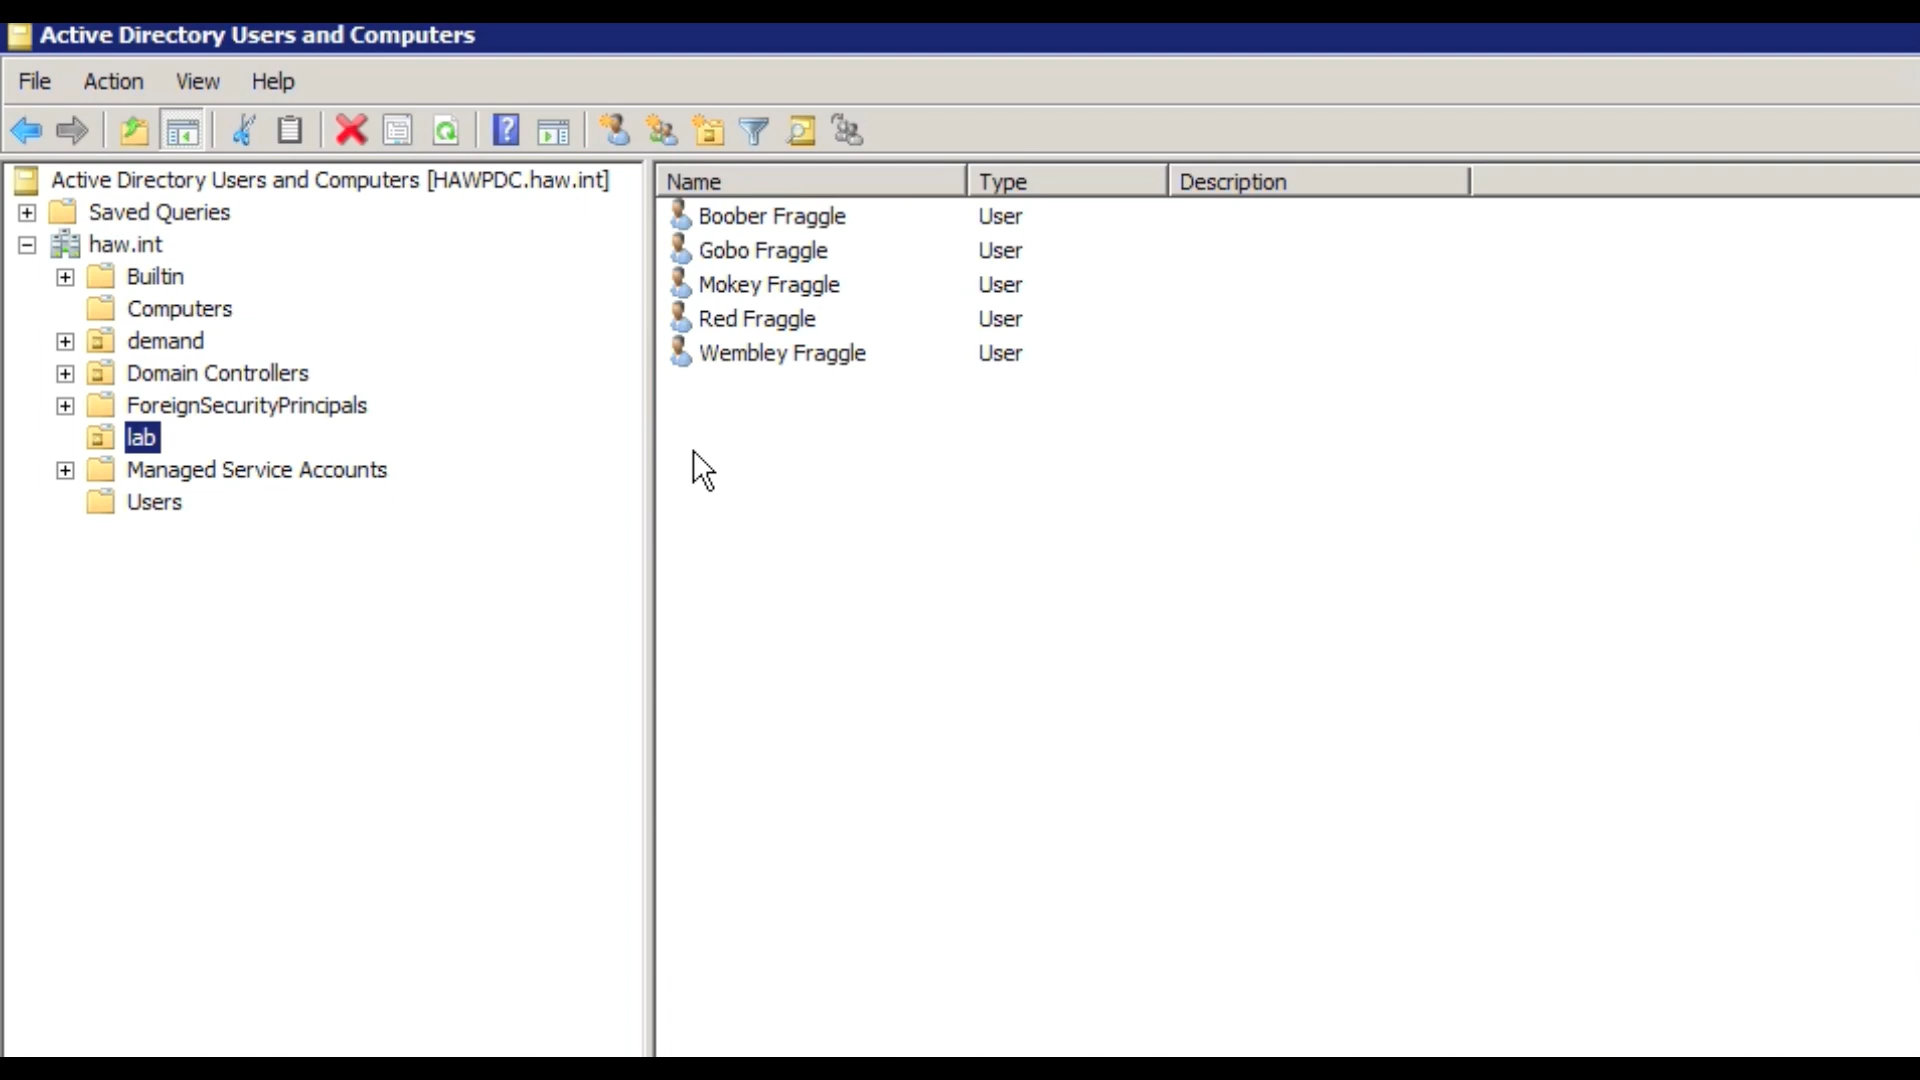 Active Directory Users and Computers
File Action View Help
Active Directory Users and Computers [HAWPDC.haw.int]
Saved Queries
haw.int
Builtin
Computers
demand
Domain Controllers
ForeignSecurityPrincipals
lab
Managed Service Accounts
Users
Name Type Description
Boober Fraggle User
Gobo Fraggle User
Mokey Fraggle User
Red Fraggle User
Wembley Fraggle User